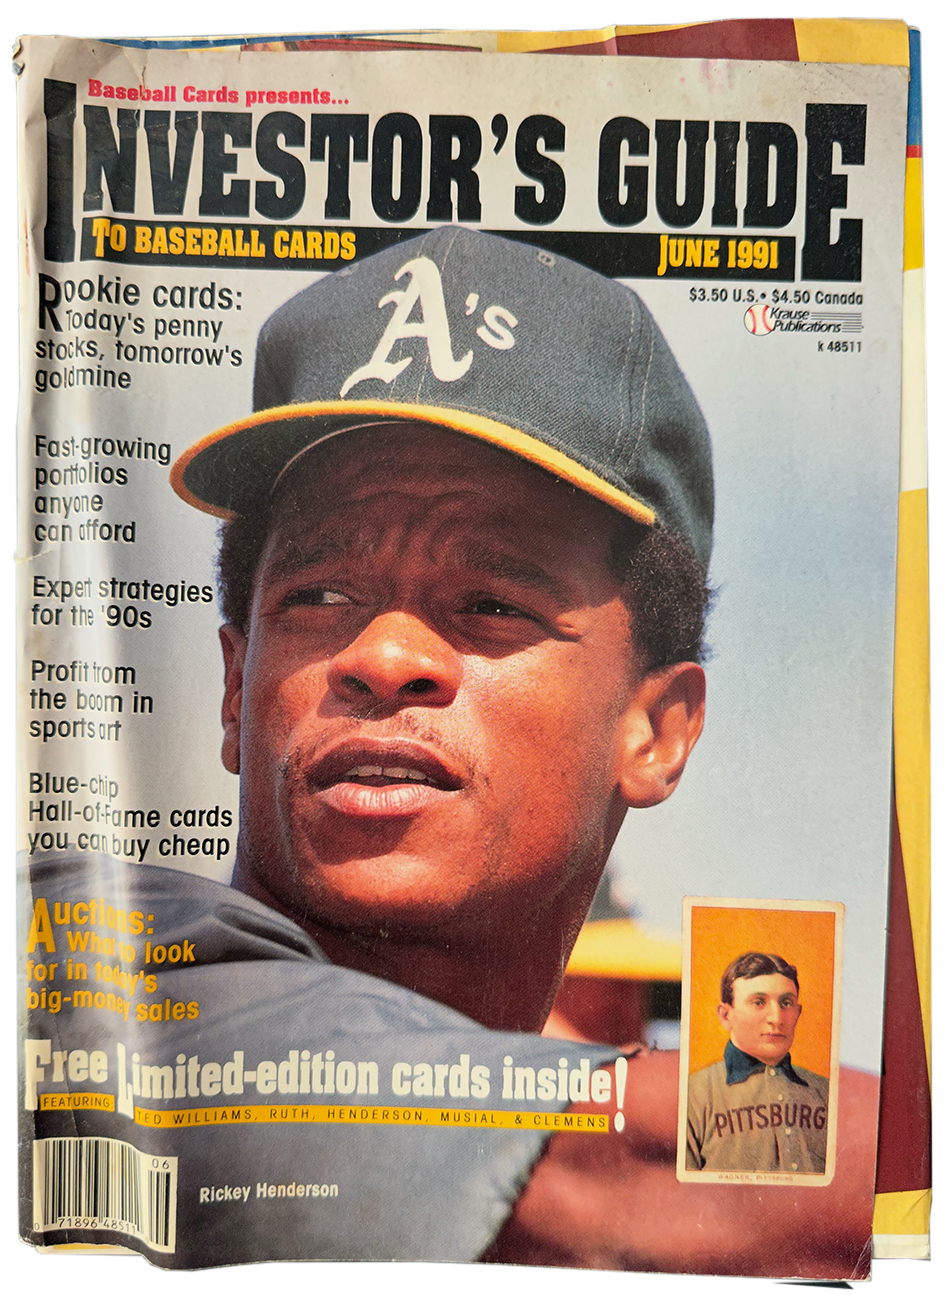 Baseball Cards presents...
INVESTOR'S GUIDE
TO BASEBALL CARDS
JUNE 1991
$3.50 U.S.• $4.50 Canada
Krause
Publications
k 48511
A's
Rookie cards:
Today's penny
stocks, tomorrow's
goldmine
Fast-growing
portfolios
anyone
can afford
Expert strategies
for the '90s
Profit from
the boom in
sports art
Blue-chip
Hall-of-Fame cards
you can buy cheap
Auctions:
What to look
for in today's
big-money sales
Free Limited-edition cards inside!
FEATURING TED WILLIAMS, RUTH, HENDERSON, MUSIAL, & CLEMENS
PITTSBURG
WAGNER, PITTSBURG
06
0 71896 48511
Rickey Henderson